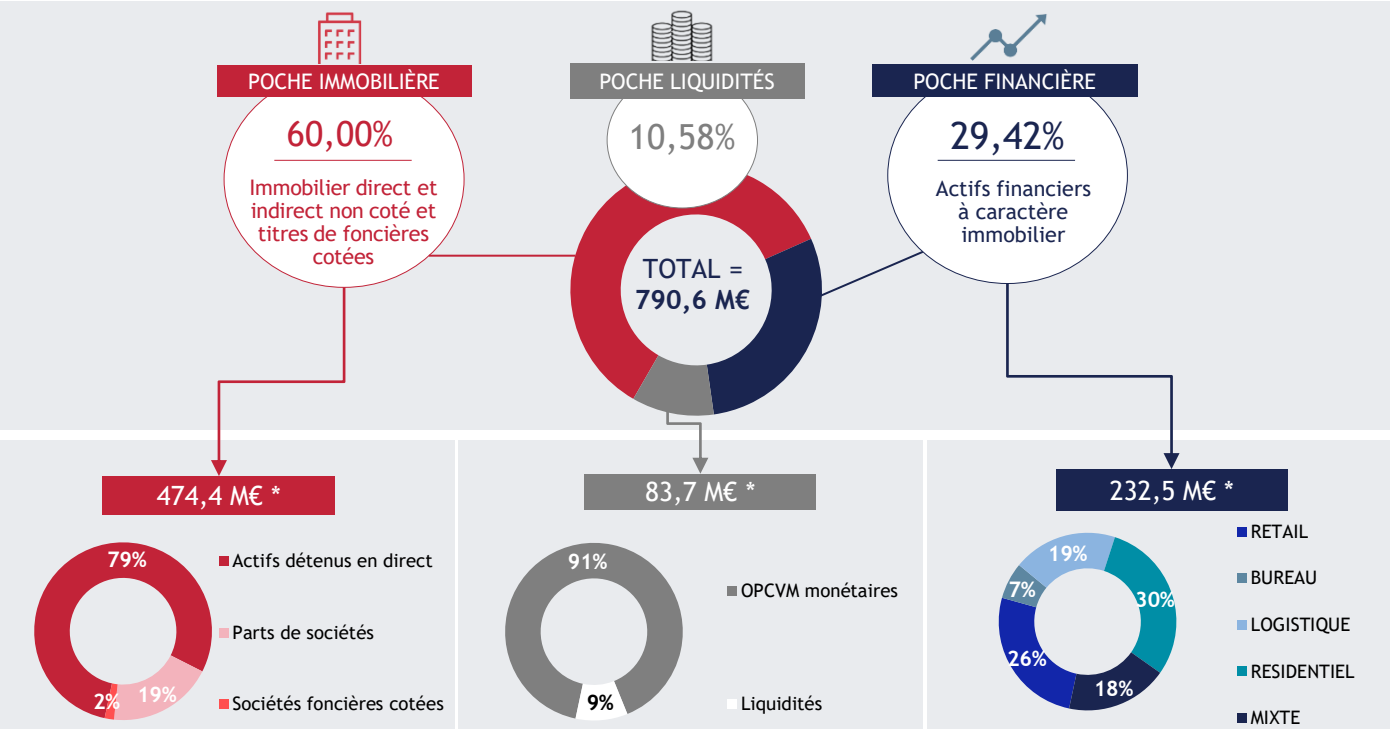 POCHE IMMOBILIÈRE
60,00%
Immobilier direct et
indirect non coté et
titres de foncières
cotées
POCHE LIQUIDITÉS
10,58%
POCHE FINANCIÈRE
29,42%
Actifs financiers
à caractère
immobilier
TOTAL =
790,6 M€
474,4 M€ *
79%
19%
2%
Actifs détenus en direct
Parts de sociétés
Sociétés foncières cotées
83,7 M€ *
91%
9%
OPCVM monétaires
Liquidités
232,5 M€ *
19%
7%
30%
26%
18%
RETAIL
BUREAU
LOGISTIQUE
RESIDENTIEL
MIXTE